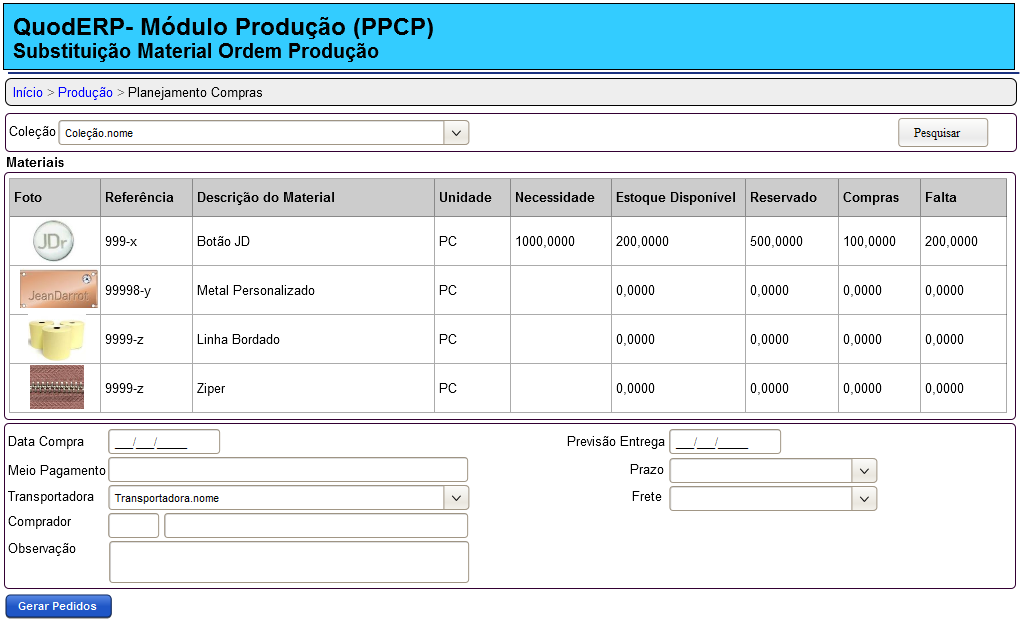 QuodERP- Módulo Produção (PPCP)
Substituição Material Ordem Produção
Início > Produção > Planejamento Compras
Coleção Coleção.nome Pesquisar
Materiais
Foto Referência Descrição do Material Unidade Necessidade Estoque Disponível Reservado Compras Falta
JDr 999-x Botão JD PC 1000,0000 200,0000 500,0000 100,0000 200,0000
JeanDarrot 99998-y Metal Personalizado PC 0,0000 0,0000 0,0000 0,0000
9999-z Linha Bordado PC 0,0000 0,0000 0,0000 0,0000
9999-z Ziper PC 0,0000 0,0000 0,0000 0,0000
Data Compra __/__/____ Previsão Entrega __/__/____
Meio Pagamento Prazo
Transportadora Transportadora.nome Frete
Comprador
Observação
Gerar Pedidos